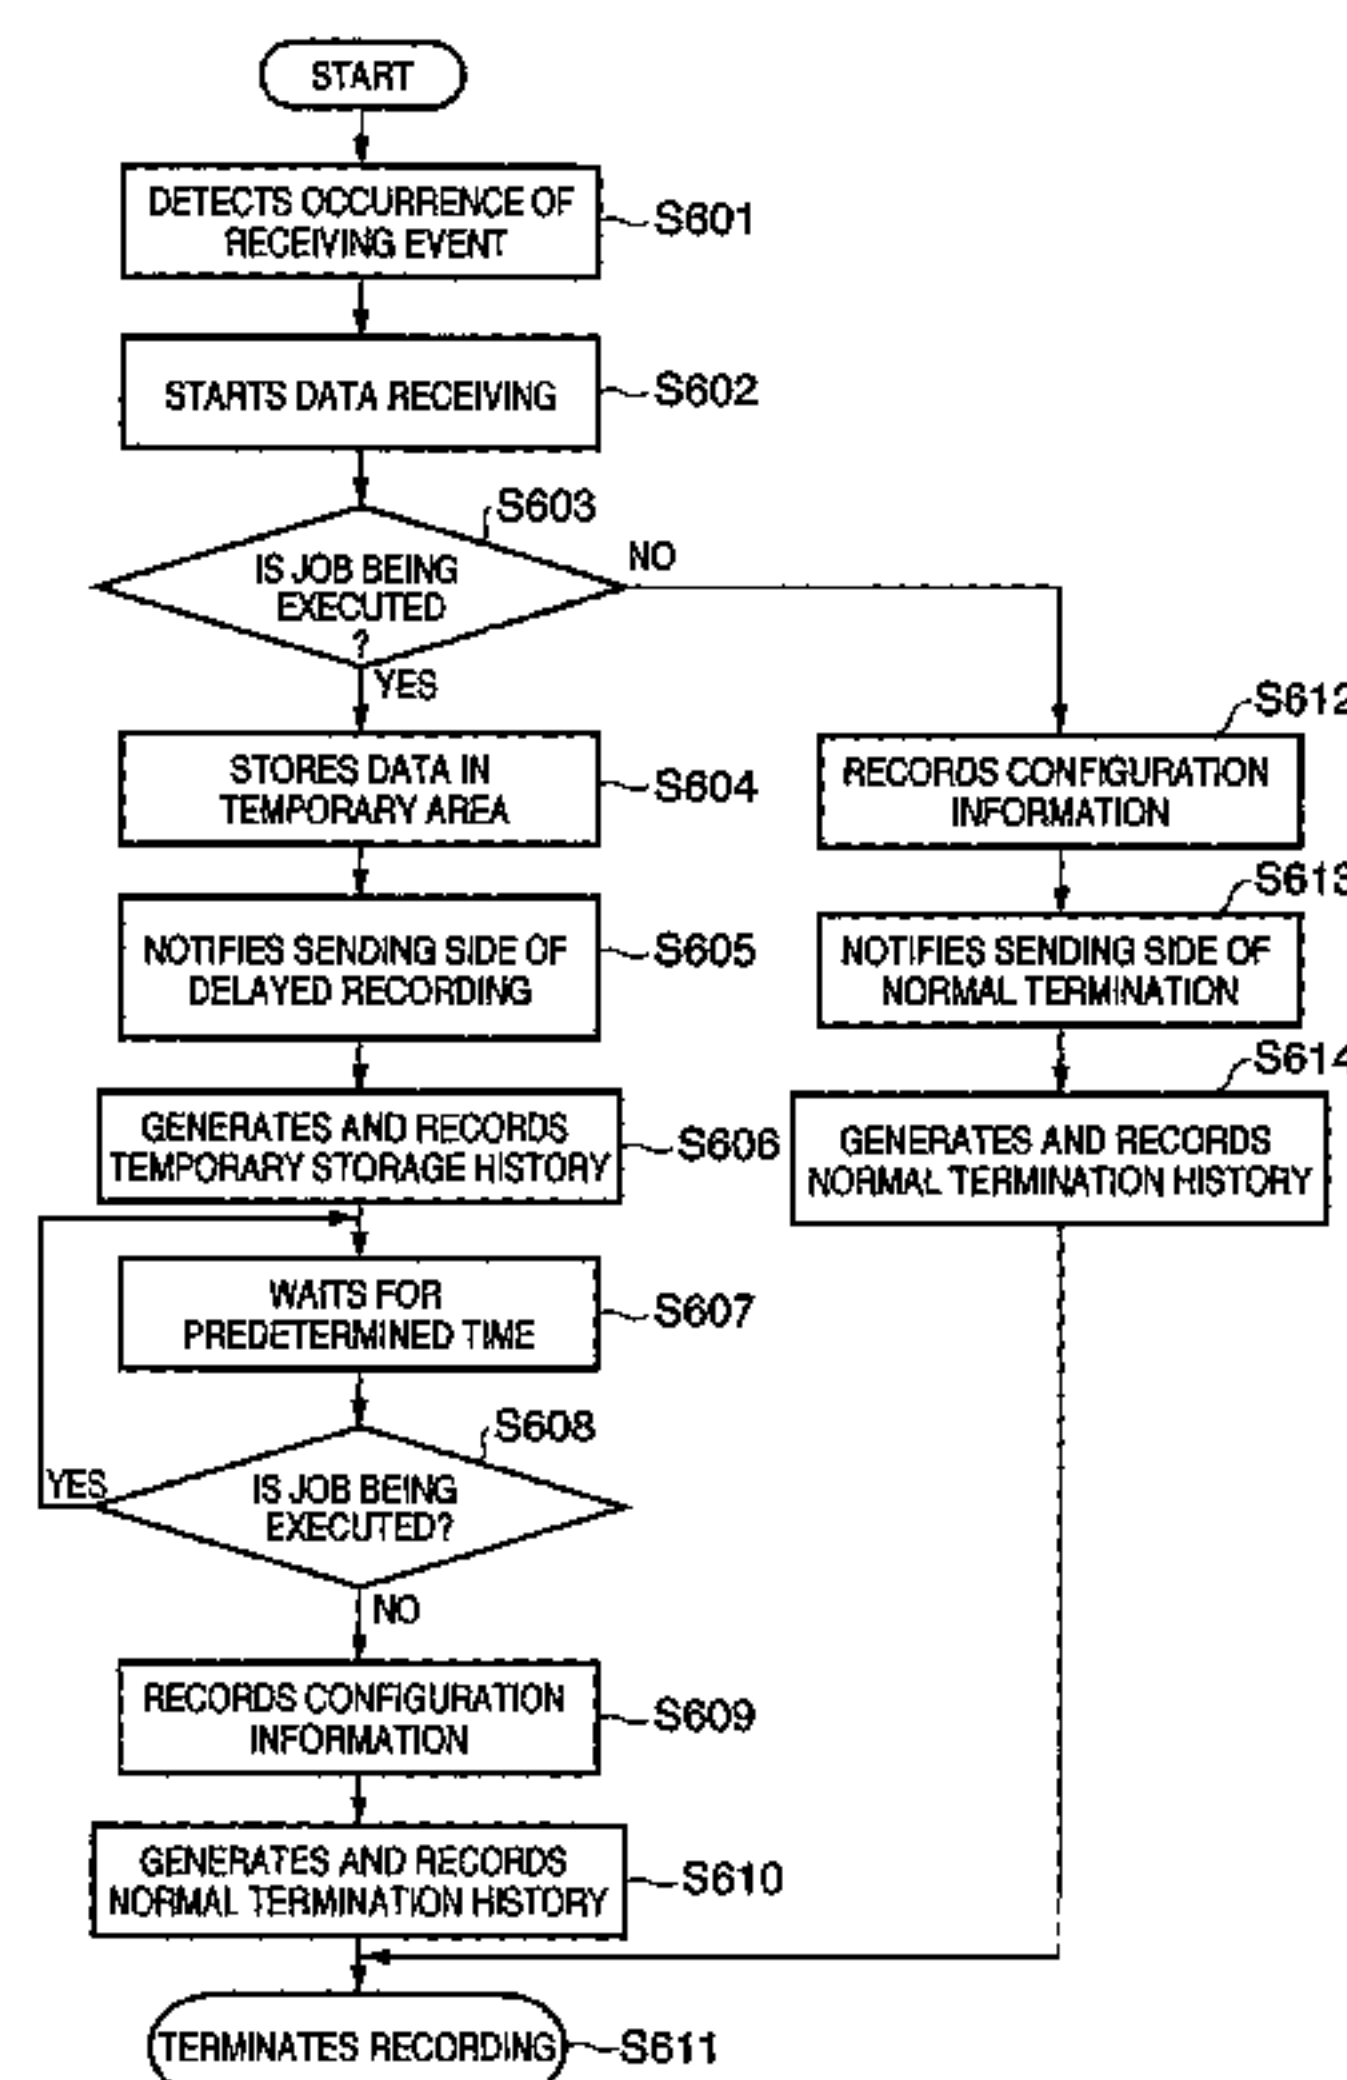 START
DETECTS OCCURRENCE OF
RECEIVING EVENT
S601
STARTS DATA RECEIVING
S602
S603
IS JOB BEING
EXECUTED
?
NO
YES
STORES DATA IN
TEMPORARY AREA
S604
NOTIFIES SENDING SIDE OF
DELAYED RECORDING
S605
GENERATES AND RECORDS
TEMPORARY STORAGE HISTORY
S606
WAITS FOR
PREDETERMINED TIME
S607
S608
IS JOB BEING
EXECUTED?
YES
NO
RECORDS CONFIGURATION
INFORMATION
S609
GENERATES AND RECORDS
NORMAL TERMINATION HISTORY
S610
S612
RECORDS CONFIGURATION
INFORMATION
S613
NOTIFIES SENDING SIDE OF
NORMAL TERMINATION
S614
GENERATES AND RECORDS
NORMAL TERMINATION HISTORY
TERMINATES RECORDING
S611